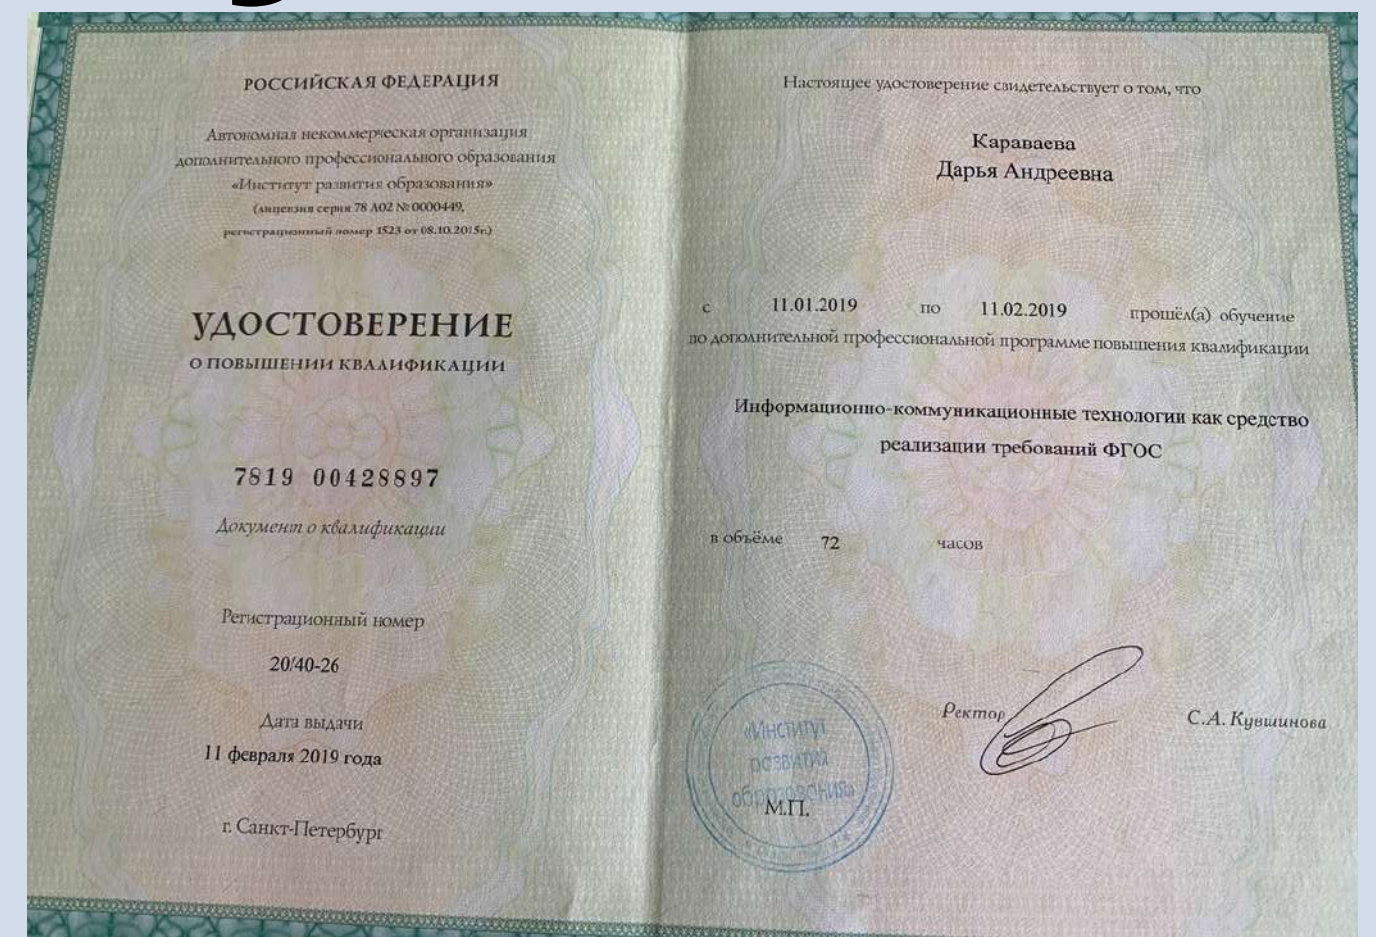 РОССИЙСКАЯ ФЕДЕРАЦИЯ
Автономная некоммерческая организация
дополнительного профессионального образования
«Институт развития образования»
(лицензия серия 78 А02 № 0000449,
регистрационный номер 1523 от 08.10.2015г.)
УДОСТОВЕРЕНИЕ
О ПОВЫШЕНИИ КВАЛИФИКАЦИИ
7819 00428897
Документ о квалификации
Регистрационный номер
20/40-26
Дата выдачи
11 февраля 2019 года
г. Санкт-Петербург
Настоящее удостоверение свидетельствует о том, что
Караваева
Дарья Андреевна
с 11.01.2019 по 11.02.2019 прошёл(а) обучение
по дополнительной профессиональной программе повышения квалификации
Информационно-коммуникационные технологии как средство
реализации требований ФГОС
в объёме 72 часов
Ректор С.А. Кувшинова
«Институт
развития
образования»
М.П.